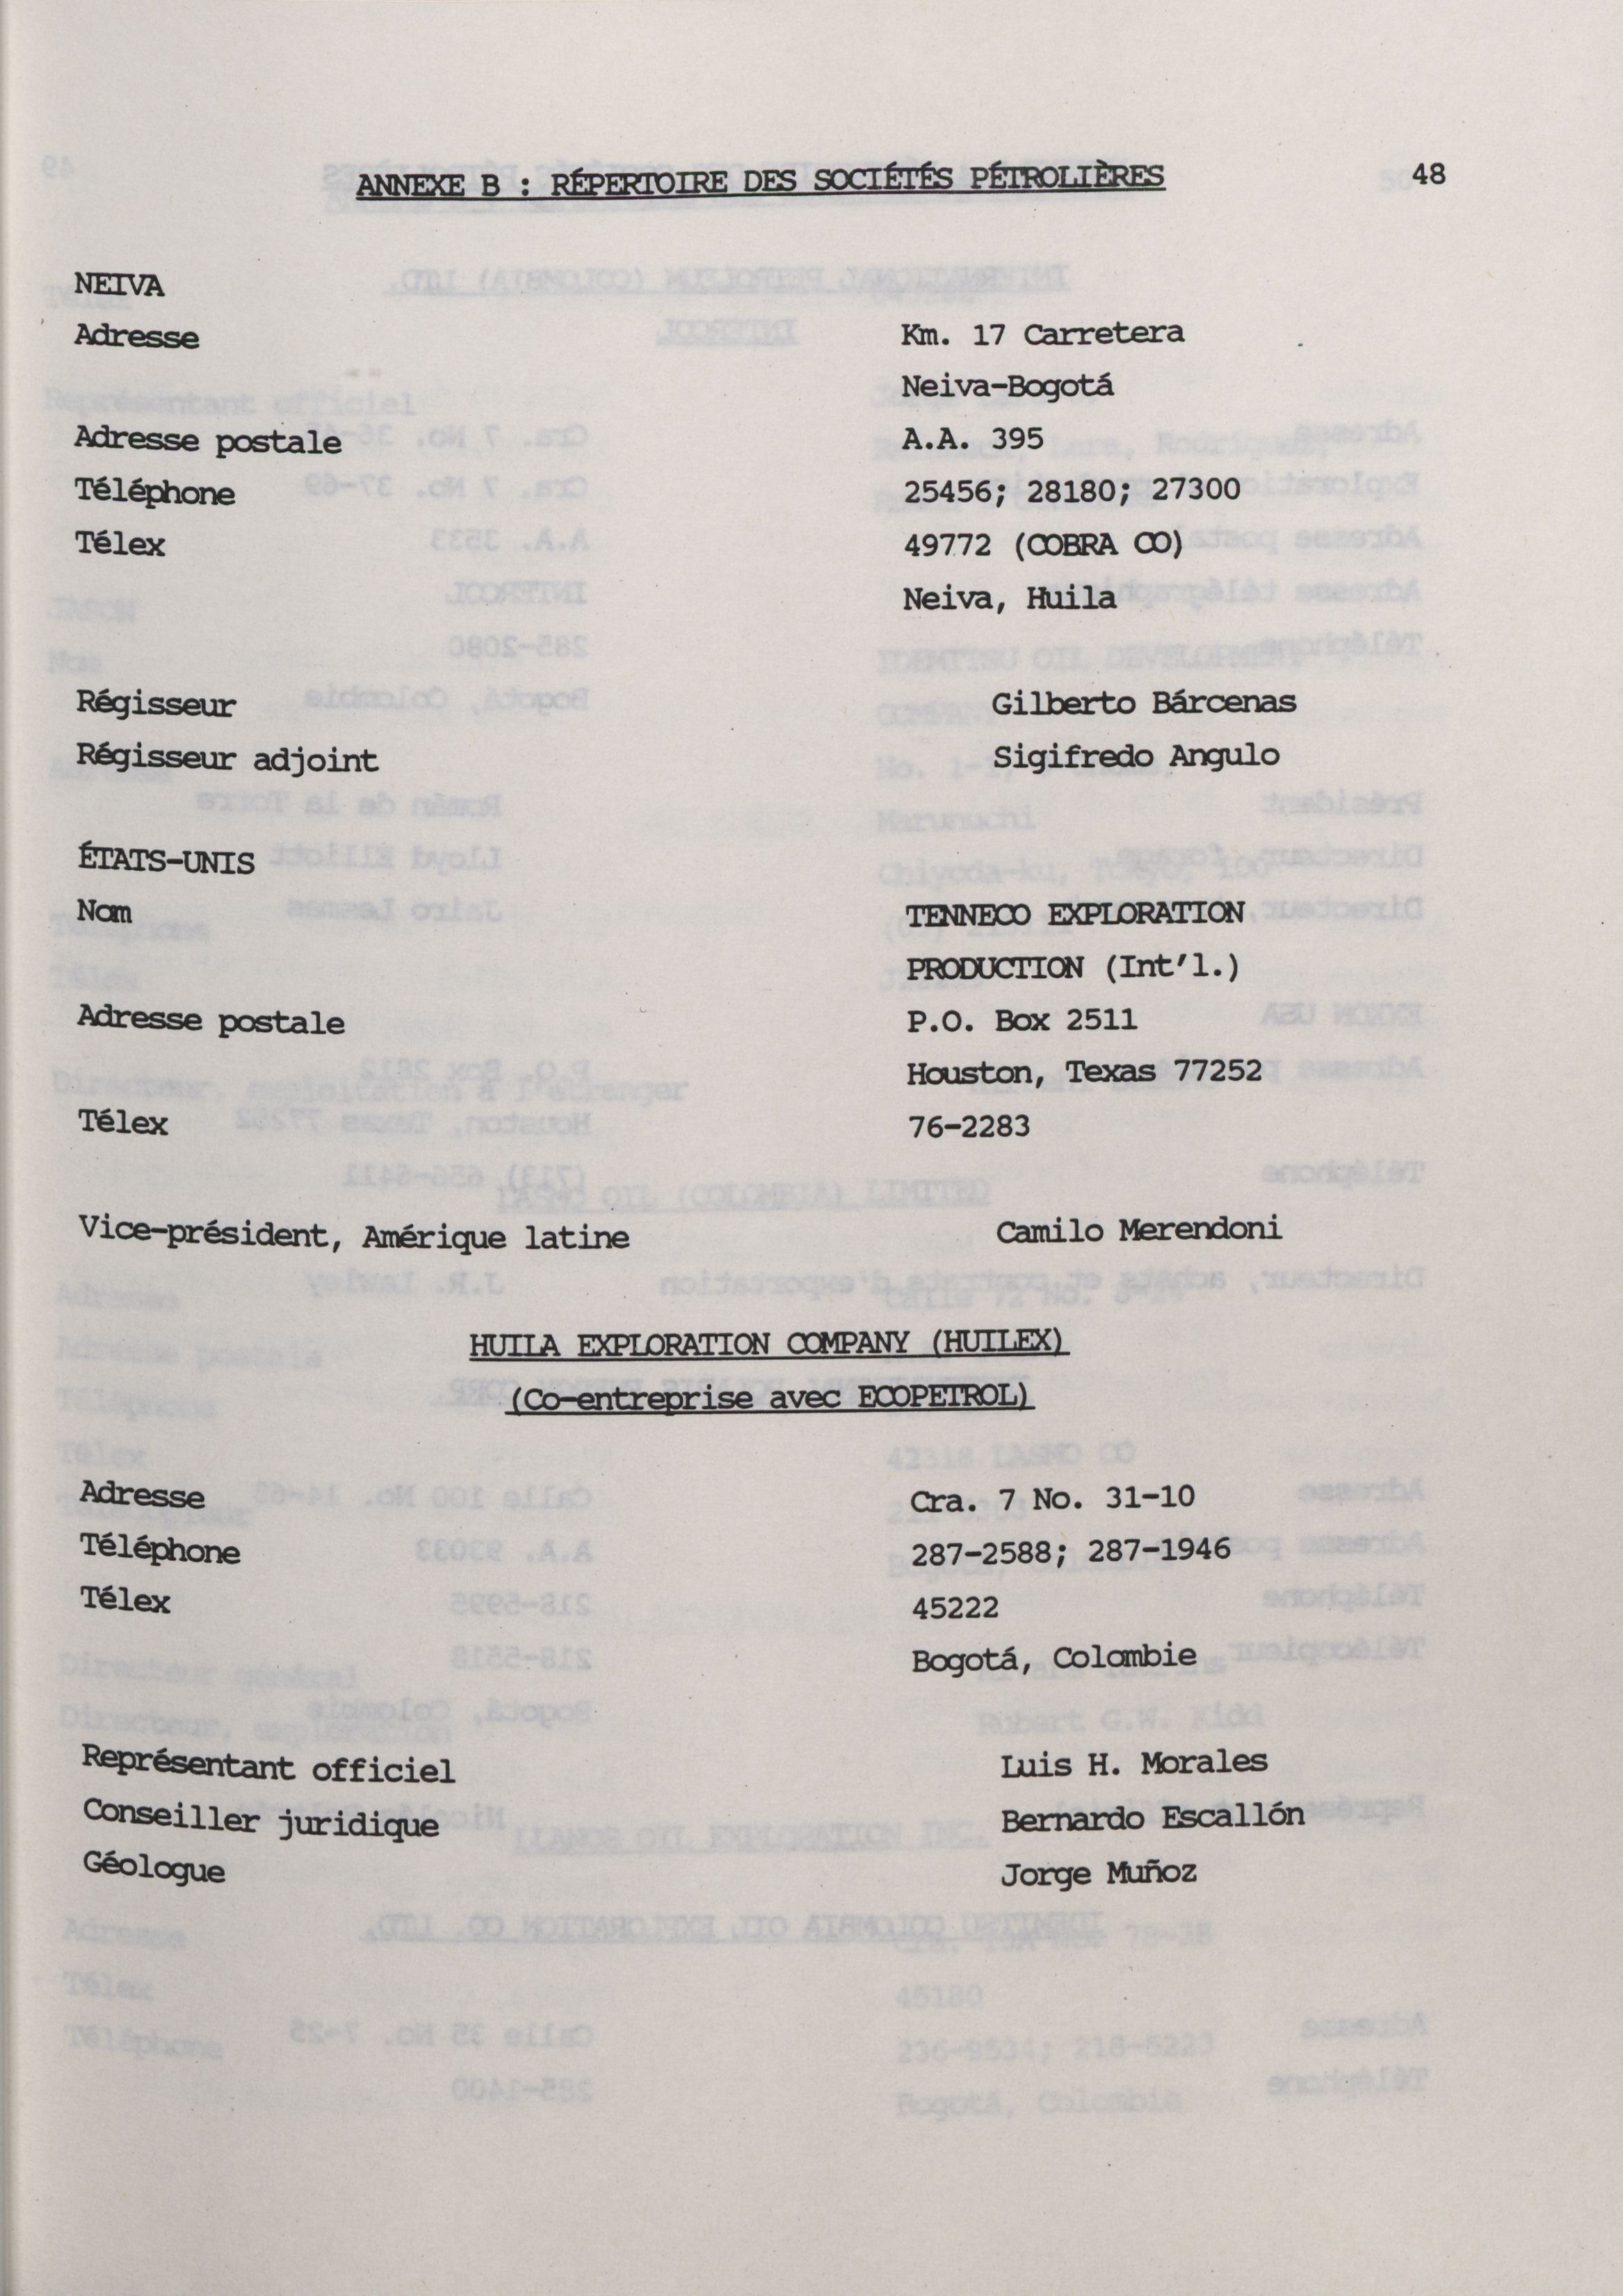 ANNEXE B : RÉPERTOIRE DES SOCIÉTÉS PÉTROLIÈRES 48
NEIVA
Adresse Km. 17 Carretera
Neiva-Bogotá
Adresse postale A.A. 395
Téléphone 25456; 28180; 27300
Télex 49772 (COBRA CO)
Neiva, Huila
Régisseur Gilberto Bárcenas
Régisseur adjoint Sigifredo Angulo
ÉTATS-UNIS
Nom TENNECO EXPLORATION
PRODUCTION (Int'l.)
Adresse postale P.O. Box 2511
Houston, Texas 77252
Télex 76-2283
Vice-président, Amérique latine Camilo Merendoni
HUILA EXPLORATION COMPANY (HUILEX)
(Co-entreprise avec ECOPETROL)
Adresse Cra. 7 No. 31-10
Téléphone 287-2588; 287-1946
Télex 45222
Bogotá, Colombie
Représentant officiel Luis H. Morales
Conseiller juridique Bernardo Escallón
Géologue Jorge Muñoz